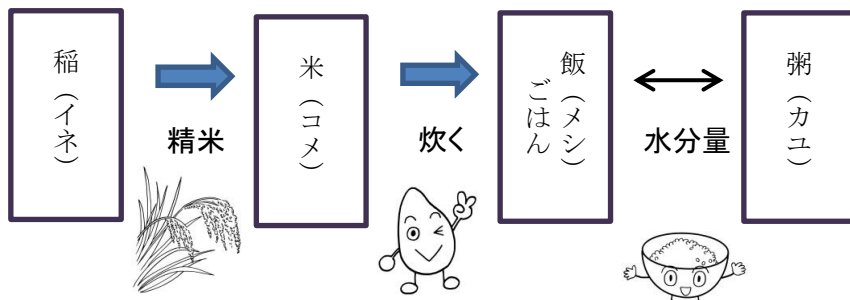 稲（イネ）
精米
米（コメ）
炊く
飯（メシ）
ごはん
水分量
粥（カユ）